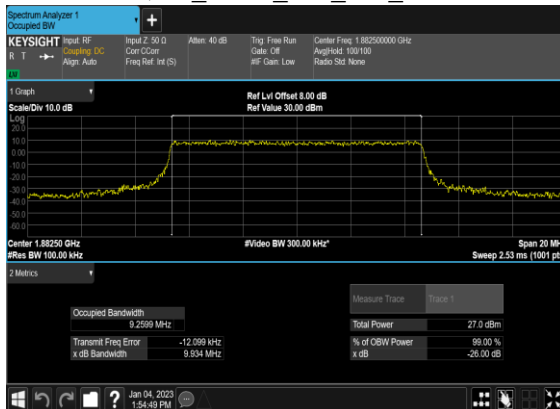 Spectrum Analyzer 1
Occupied BW
+
KEYSIGHT
R T
LXI
Input: RF
Coupling: DC
Align: Auto
Input Z: 50 Ω
Corr CCorr
Freq Ref: Int (S)
Atten: 40 dB
Trig: Free Run
Gate: Off
#IF Gain: Low
Center Freq: 1.882500000 GHz
Avg|Hold: 100/100
Radio Std: None
1 Graph
Scale/Div 10.0 dB
Ref Lvl Offset 8.00 dB
Ref Value 30.00 dBm
Log
20.0
10.0
0.00
-10.0
-20.0
-30.0
-40.0
-50.0
-60.0
Center 1.88250 GHz
#Res BW 100.00 kHz
#Video BW 300.00 kHz*
Span 20 MH
Sweep 2.53 ms (1001 pt
2 Metrics
Measure Trace
Trace 1
Occupied Bandwidth
9.2599 MHz
Total Power
27.0 dBm
Transmit Freq Error
-12.099 kHz
% of OBW Power
99.00 %
x dB Bandwidth
9.934 MHz
x dB
-26.00 dB
?
Jan 04, 2023
1:54:49 PM